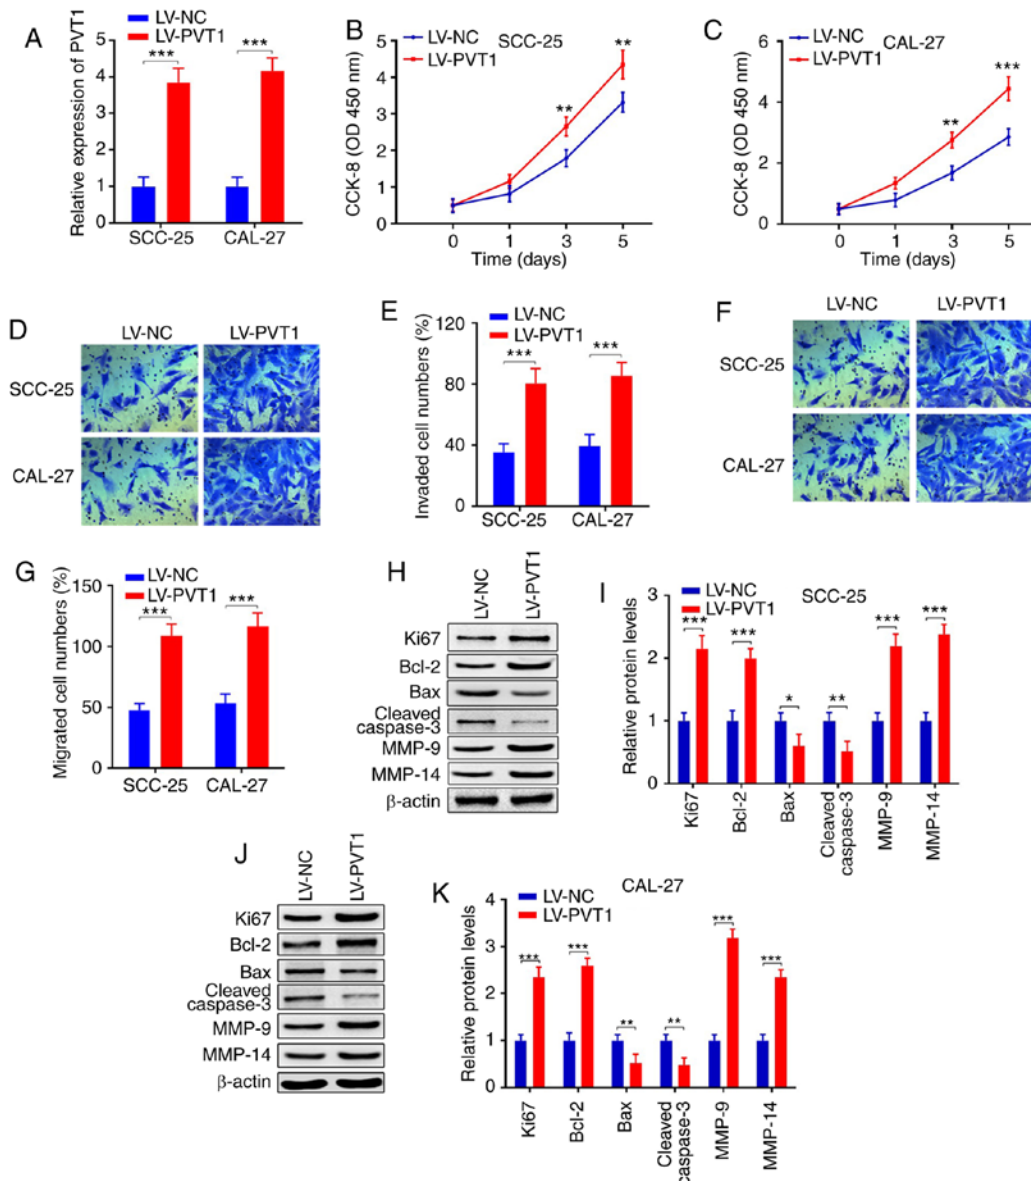 A
LV-NC
LV-PVT1
Relative expression of PVT1
5
4
3
2
1
0
***
***
SCC-25
CAL-27
B
LV-NC
SCC-25
LV-PVT1
CCK-8 (OD 450 nm)
5
4
3
2
1
0
**
**
0 1 3 5
Time (days)
C
LV-NC
CAL-27
LV-PVT1
CCK-8 (OD 450 nm)
6
4
2
0
**
***
0 1 3 5
Time (days)
D
LV-NC
LV-PVT1
SCC-25
CAL-27
E
LV-NC
LV-PVT1
Invaded cell numbers (%)
120
80
40
0
***
***
SCC-25
CAL-27
F
LV-NC
LV-PVT1
SCC-25
CAL-27
G
LV-NC
LV-PVT1
Migrated cell numbers (%)
150
100
50
0
***
***
SCC-25
CAL-27
H
LV-NC
LV-PVT1
Ki67
Bcl-2
Bax
Cleaved
caspase-3
MMP-9
MMP-14
β-actin
I
LV-NC
SCC-25
LV-PVT1
Relative protein levels
3
2
1
0
***
***
*
**
***
***
Ki67
Bcl-2
Bax
Cleaved
caspase-3
MMP-9
MMP-14
J
LV-NC
LV-PVT1
Ki67
Bcl-2
Bax
Cleaved
caspase-3
MMP-9
MMP-14
β-actin
K
LV-NC
CAL-27
LV-PVT1
Relative protein levels
4
3
2
1
0
***
***
**
**
***
***
Ki67
Bcl-2
Bax
Cleaved
caspase-3
MMP-9
MMP-14